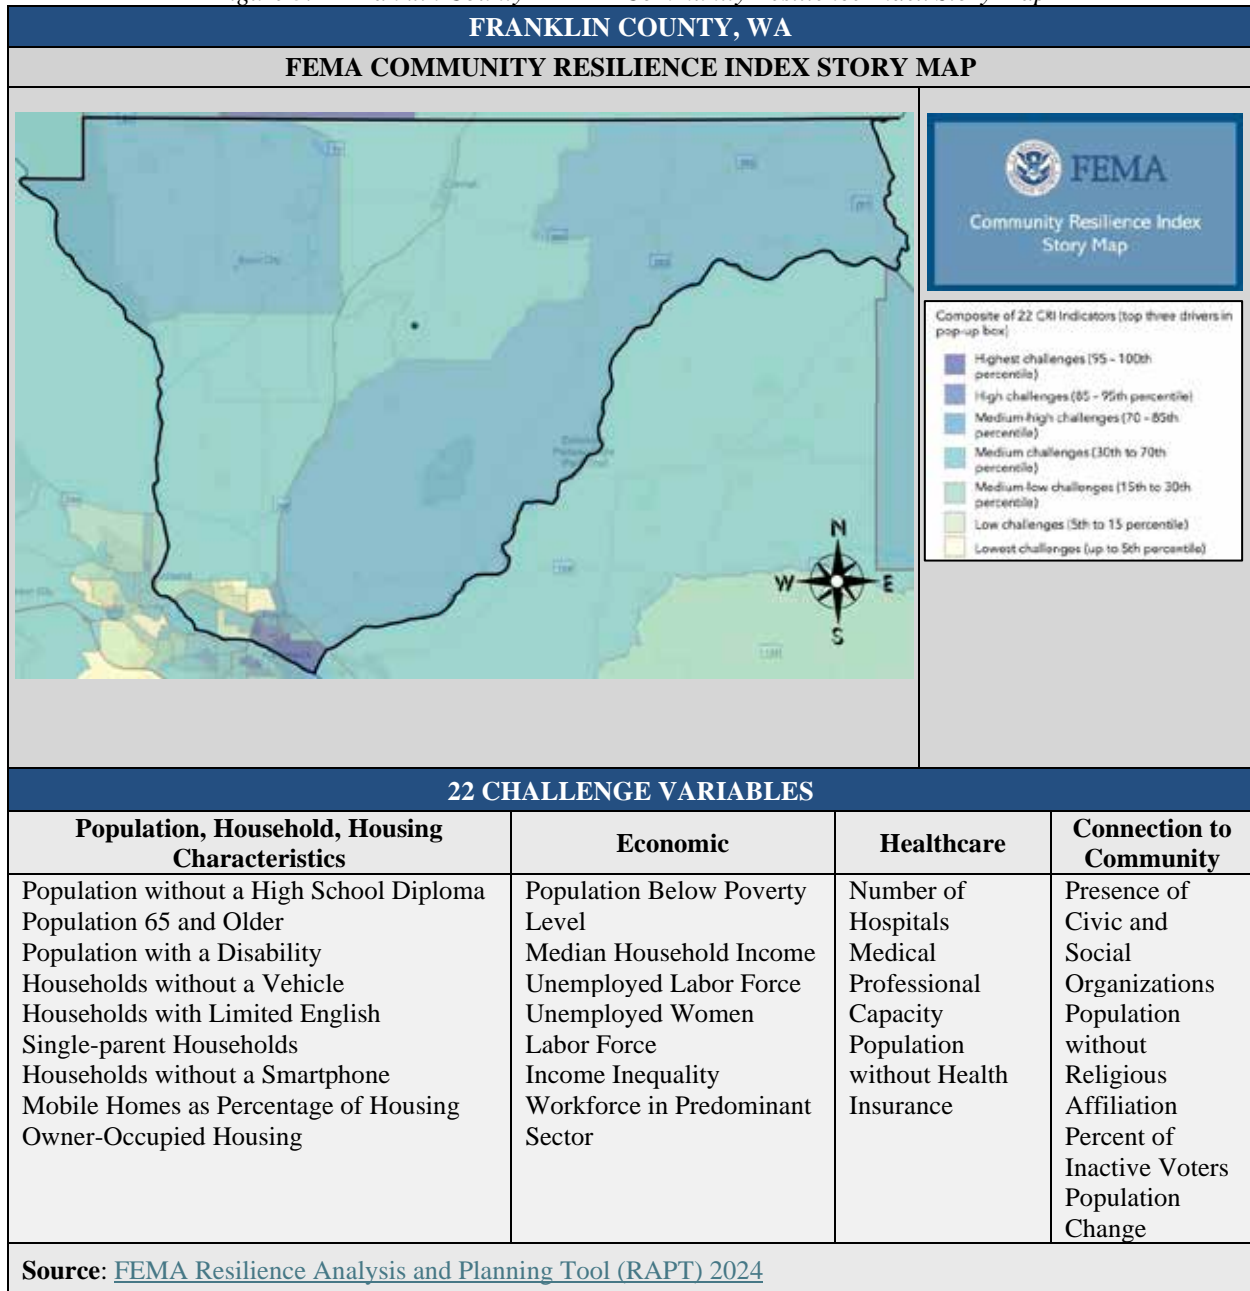 FRANKLIN COUNTY, WA
FEMA COMMUNITY RESILIENCE INDEX STORY MAP
Connell
Basin City
N
W
E
S
FEMA
Community Resilience Index
Story Map
Composite of 22 CRI Indicators (top three drivers in
pop-up box)
Highest challenges (95 - 100th
percentile)
High challenges (85 - 95th percentile)
Medium-high challenges (70 - 85th
percentile)
Medium challenges (30th to 70th
percentile)
Medium-low challenges (15th to 30th
percentile)
Low challenges (5th to 15 percentile)
Lowest challenges (up to 5th percentile)
22 CHALLENGE VARIABLES
Population, Household, Housing
Characteristics
Economic
Healthcare
Connection to
Community
Population without a High School Diploma
Population 65 and Older
Population with a Disability
Households without a Vehicle
Households with Limited English
Single-parent Households
Households without a Smartphone
Mobile Homes as Percentage of Housing
Owner-Occupied Housing
Population Below Poverty
Level
Median Household Income
Unemployed Labor Force
Unemployed Women
Labor Force
Income Inequality
Workforce in Predominant
Sector
Number of
Hospitals
Medical
Professional
Capacity
Population
without Health
Insurance
Presence of
Civic and
Social
Organizations
Population
without
Religious
Affiliation
Percent of
Inactive Voters
Population
Change
Source: FEMA Resilience Analysis and Planning Tool (RAPT) 2024